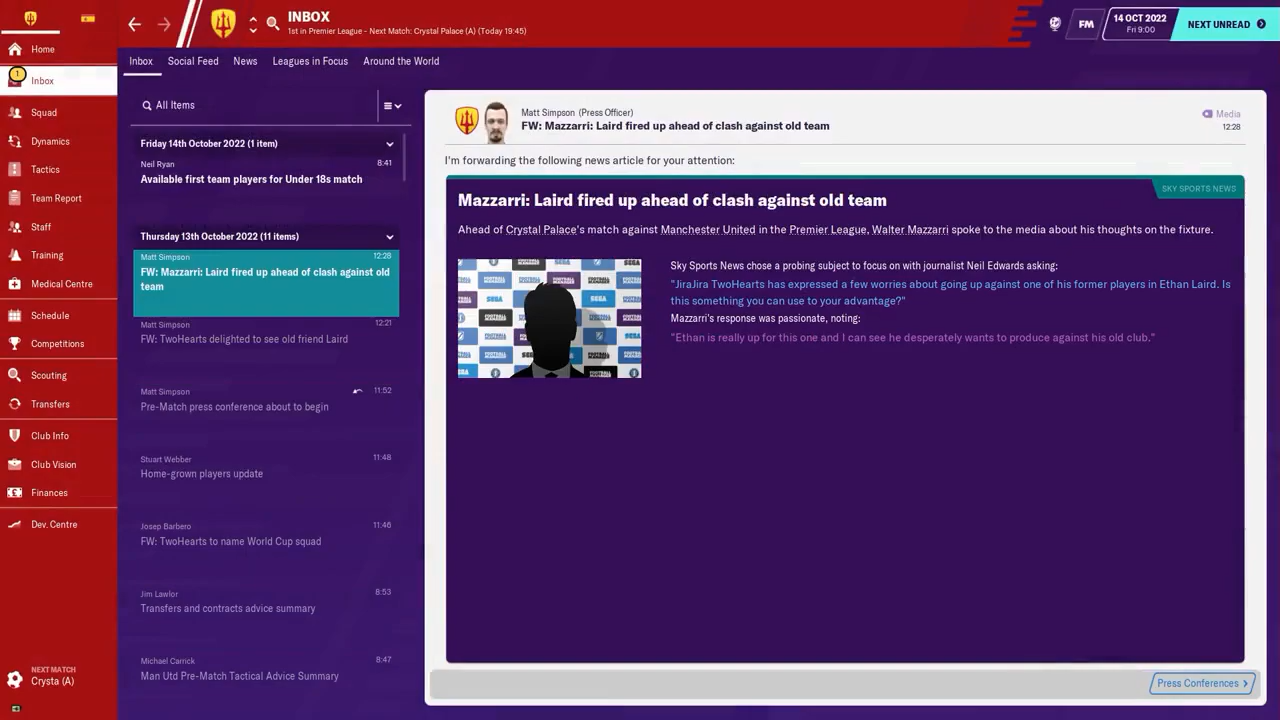 INBOX
1st in Premier League - Next Match: Crystal Palace (A) (Today 19:45)
FM
14 OCT 2022
Fri 9:00
NEXT UNREAD
Home
1
Inbox
Squad
Dynamics
Tactics
Team Report
Staff
Training
Medical Centre
Schedule
Competitions
Scouting
Transfers
Club Info
Club Vision
Finances
Dev. Centre
NEXT MATCH
Crysta (A)
Inbox
Social Feed
News
Leagues in Focus
Around the World
All Items
Friday 14th October 2022 (1 item)
Neil Ryan
8:41
Available first team players for Under 18s match
Thursday 13th October 2022 (11 items)
Matt Simpson
12:28
FW: Mazzarri: Laird fired up ahead of clash against old
team
Matt Simpson
12:21
FW: TwoHearts delighted to see old friend Laird
Matt Simpson
11:52
Pre-Match press conference about to begin
Stuart Webber
11:48
Home-grown players update
Josep Barbero
11:46
FW: TwoHearts to name World Cup squad
Jim Lawlor
8:53
Transfers and contracts advice summary
Michael Carrick
8:47
Man Utd Pre-Match Tactical Advice Summary
Matt Simpson (Press Officer)
FW: Mazzarri: Laird fired up ahead of clash against old team
Media
12:28
I'm forwarding the following news article for your attention:
SKY SPORTS NEWS
Mazzarri: Laird fired up ahead of clash against old team
Ahead of Crystal Palace's match against Manchester United in the Premier League, Walter Mazzarri spoke to the media about his thoughts on the fixture.
Sky Sports News chose a probing subject to focus on with journalist Neil Edwards asking:
"JiraJira TwoHearts has expressed a few worries about going up against one of his former players in Ethan Laird. Is
this something you can use to your advantage?"
Mazzarri's response was passionate, noting:
"Ethan is really up for this one and I can see he desperately wants to produce against his old club."
SEGA
SEGA
Press Conferences